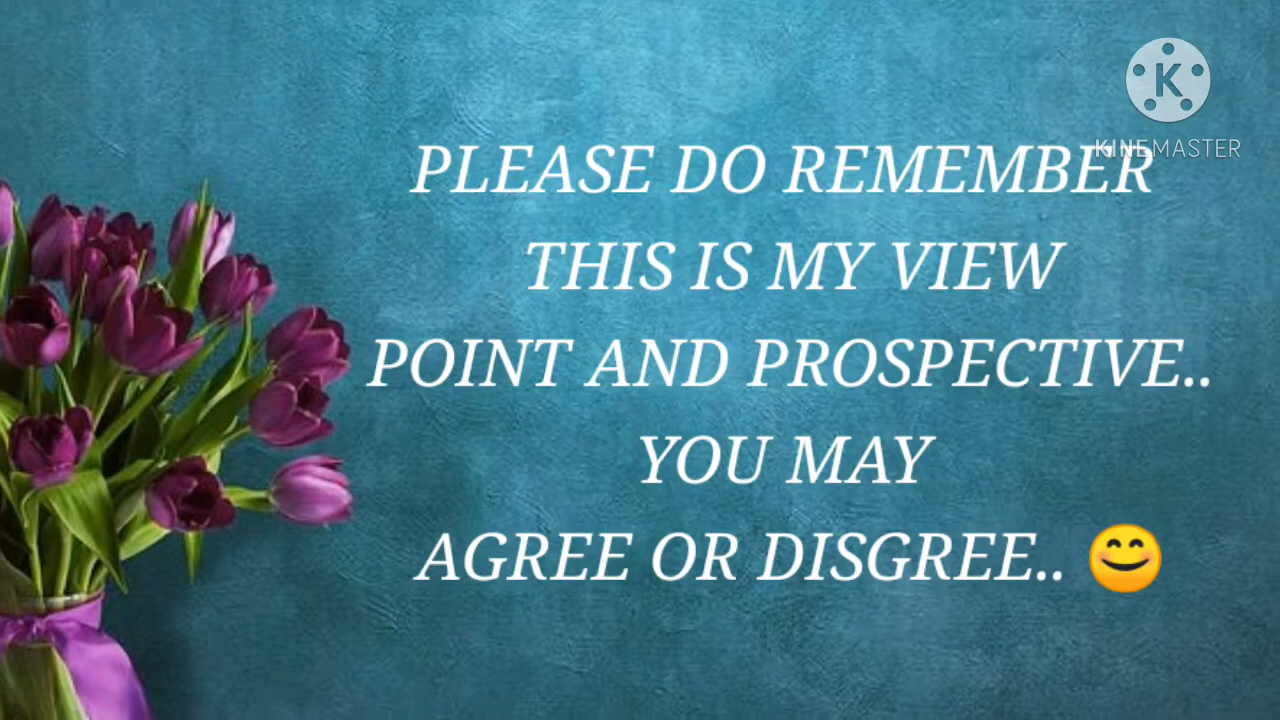 K
KINEMASTER
PLEASE DO REMEMBER
THIS IS MY VIEW
POINT AND PROSPECTIVE..
YOU MAY
AGREE OR DISGREE.. 😊